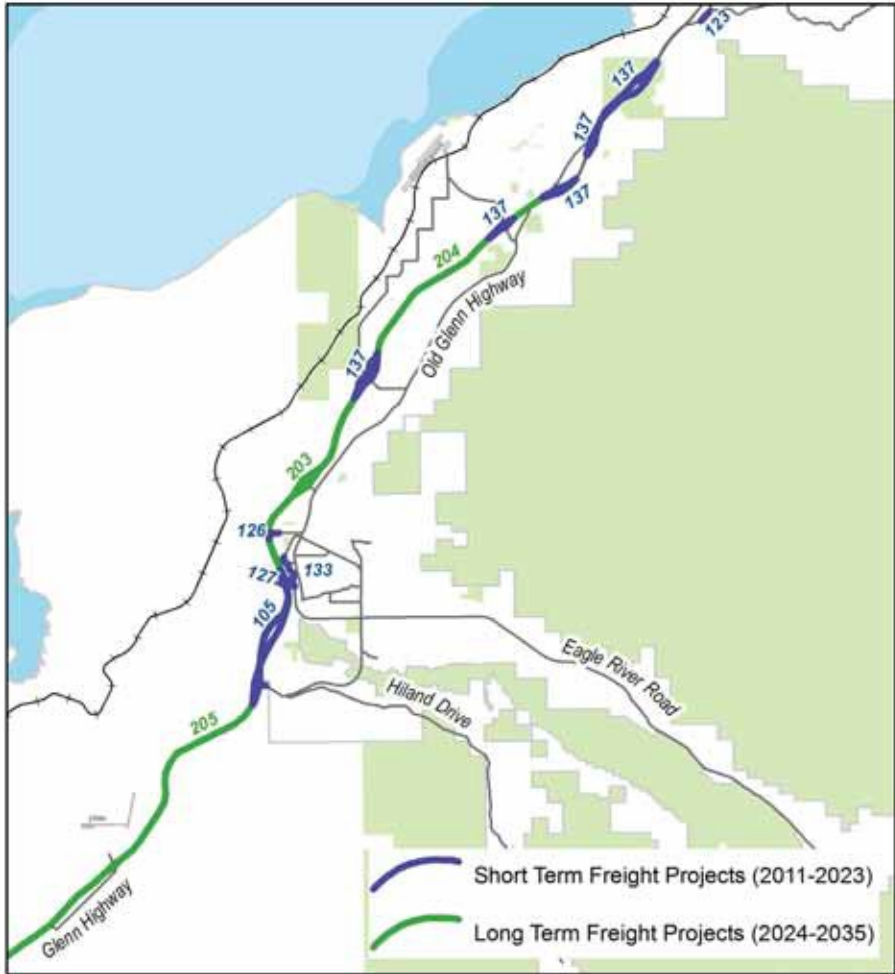 123
137
137
137
137
204
Old Glenn Highway
137
203
126
127
133
105
Eagle River Road
Hiland Drive
205
Glenn Highway
Short Term Freight Projects (2011-2023)
Long Term Freight Projects (2024-2035)